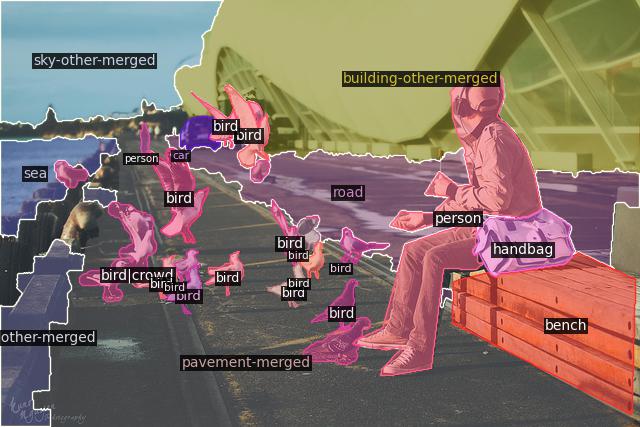 sky-other-merged
building-other-merged
bird
bird
person
car
sea
road
bird
person
bird
bird
handbag
bird
bird|crowd
bird
bird
bird
bird
bird
bird
bird
bench
other-merged
pavement-merged
photography